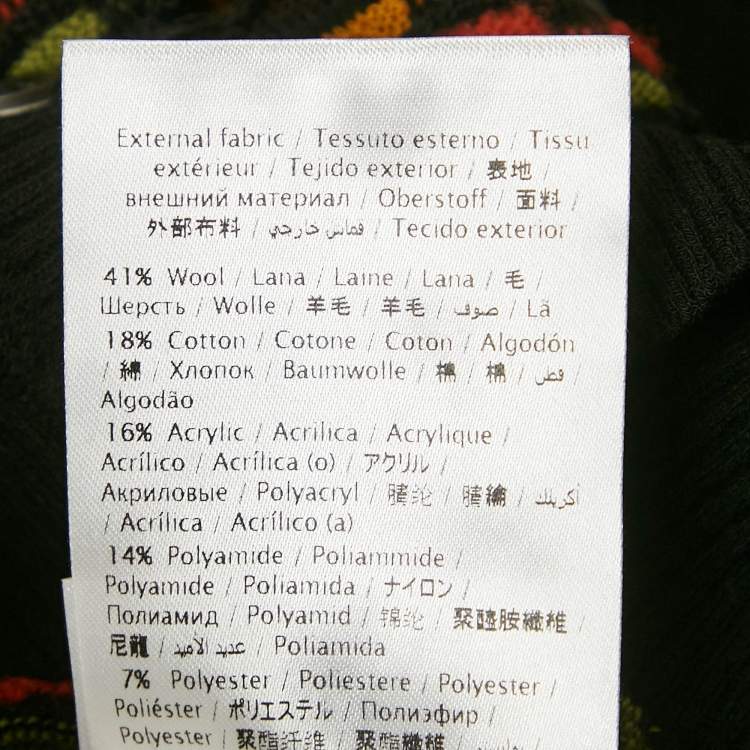 External fabric / Tessuto esterno / Tissu
extérieur / Tejido exterior / 表地 /
внешний материал / Oberstoff / 面料 /
外部布料 / قماش خارجي / Tecido exterior
41% Wool / Lana / Laine / Lana / 毛 /
Шерсть / Wolle / 羊毛 / 羊毛 / صوف / Lã
18% Cotton / Cotone / Coton / Algodón
/ 綿 / Хлопок / Baumwolle / 棉 / 棉 / قطن /
Algodão
16% Acrylic / Acrilica / Acrylique /
Acrílico / Acrílica (o) / アクリル /
Акриловые / Polyacryl / 腈纶 / 腈綸 / أكريلك
/ Acrílica / Acrílico (a)
14% Polyamide / Poliammide /
Polyamide / Poliamida / ナイロン /
Полиамид / Polyamid / 锦纶 / 聚醯胺纖維 /
尼龍 / عديد الأميد / Poliamida
7% Polyester / Poliestere / Polyester /
Poliéster / ポリエステル / Полиэфир /
Polyester / 聚酯纤维 / 聚酯纖維 /